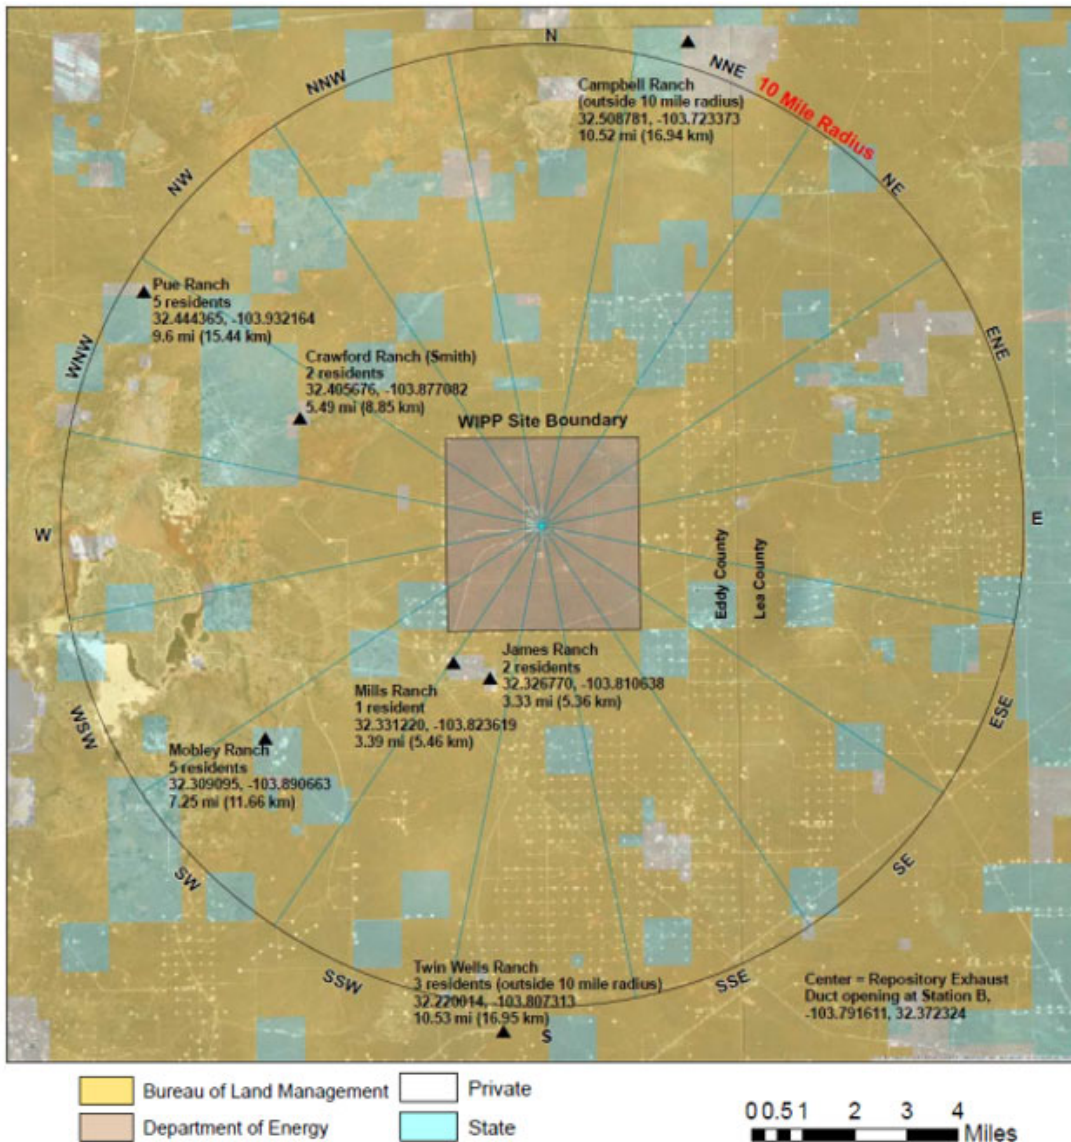 N
NNW
NNE
Campbell Ranch
(outside 10 mile radius)
32.508781, -103.723373
10.52 mi (16.94 km)
10 Mile Radius
NW
NE
Pue Ranch
5 residents
32.444365, -103.932164
9.6 mi (15.44 km)
WNW
ENE
Crawford Ranch (Smith)
2 residents
32.405676, -103.877082
5.49 mi (8.85 km)
WIPP Site Boundary
W
E
Eddy County
Lea County
James Ranch
2 residents
32.326770, -103.810638
3.33 mi (5.36 km)
Mills Ranch
1 resident
32.331220, -103.823619
3.39 mi (5.46 km)
WSW
ESE
Mobley Ranch
5 residents
32.309095, -103.890663
7.25 mi (11.66 km)
SW
SE
Twin Wells Ranch
3 residents (outside 10 mile radius)
32.220014, -103.807313
10.53 mi (16.95 km)
SSW
SSE
S
Center = Repository Exhaust
Duct opening at Station B,
-103.791611, 32.372324
Bureau of Land Management
Private
Department of Energy
State
0 0.5 1 2 3 4
Miles